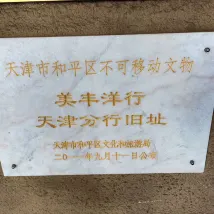 天津市和平区不可移动文物
美丰洋行
天津分行旧址
天津市和平区文化和旅游局
二〇一一年九月十一日公布